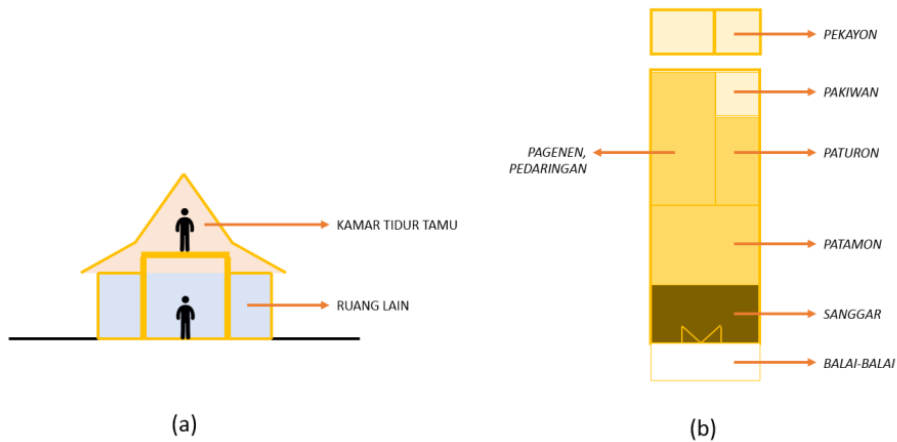 KAMAR TIDUR TAMU
RUANG LAIN
(a)
PEKAYON
PAKIWAN
PAGENEN,
PEDARINGAN
PATURON
PATAMON
SANGGAR
BALAI-BALAI
(b)